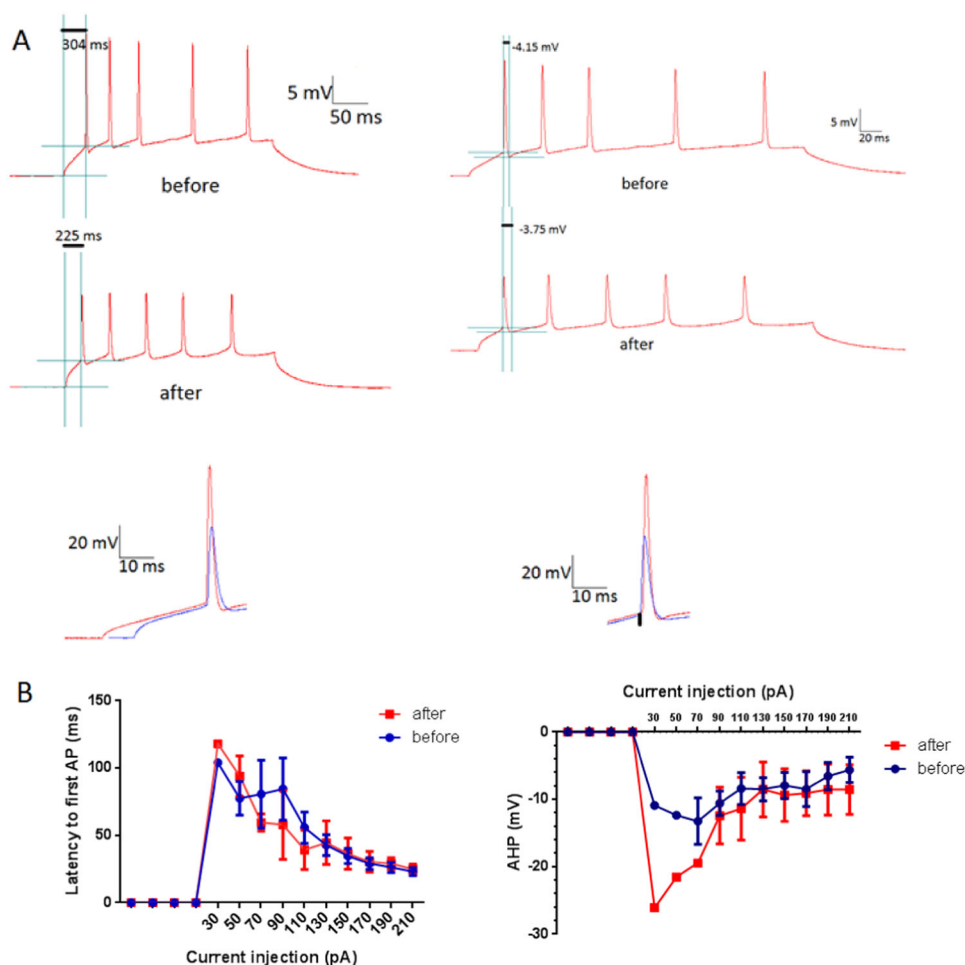 A
304 ms
5 mV
50 ms
before
-4.15 mV
5 mV
20 ms
before
225 ms
after
-3.75 mV
after
20 mV
10 ms
20 mV
10 ms
B
150
100
50
0
Latency to first AP (ms)
after
before
30 50 70 90 110 130 150 170 190 210
Current injection (pA)
Current injection (pA)
30 50 70 90 110 130 150 170 190 210
0
-10
-20
-30
AHP (mV)
after
before